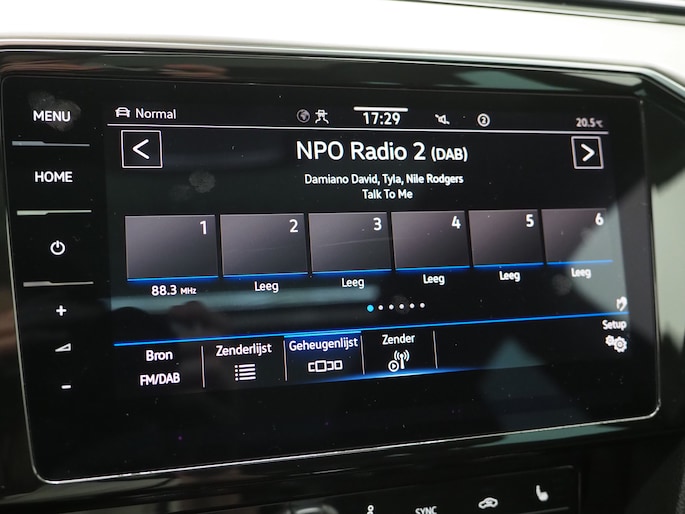 MENU
HOME
+
-
Normal
17:29
20.5°C
<
NPO Radio 2 (DAB)
>
Damiano David, Tyla, Nile Rodgers
Talk To Me
1
2
3
4
5
6
88.3 MHz
Leeg
Leeg
Leeg
Leeg
Leeg
Bron
FM/DAB
Zenderlijst
Geheugenlijst
Zender
Setup
SYNC